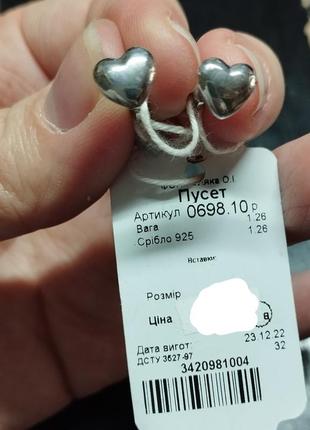 О.І.
Пусет
Артикул 0698.10 р
Вага 1.26
Срібло 925 1.26
Вставки:
Розмір
Ціна в
Дата вигот: 23.12.22
ДСТУ 3527-97 32
3420981004